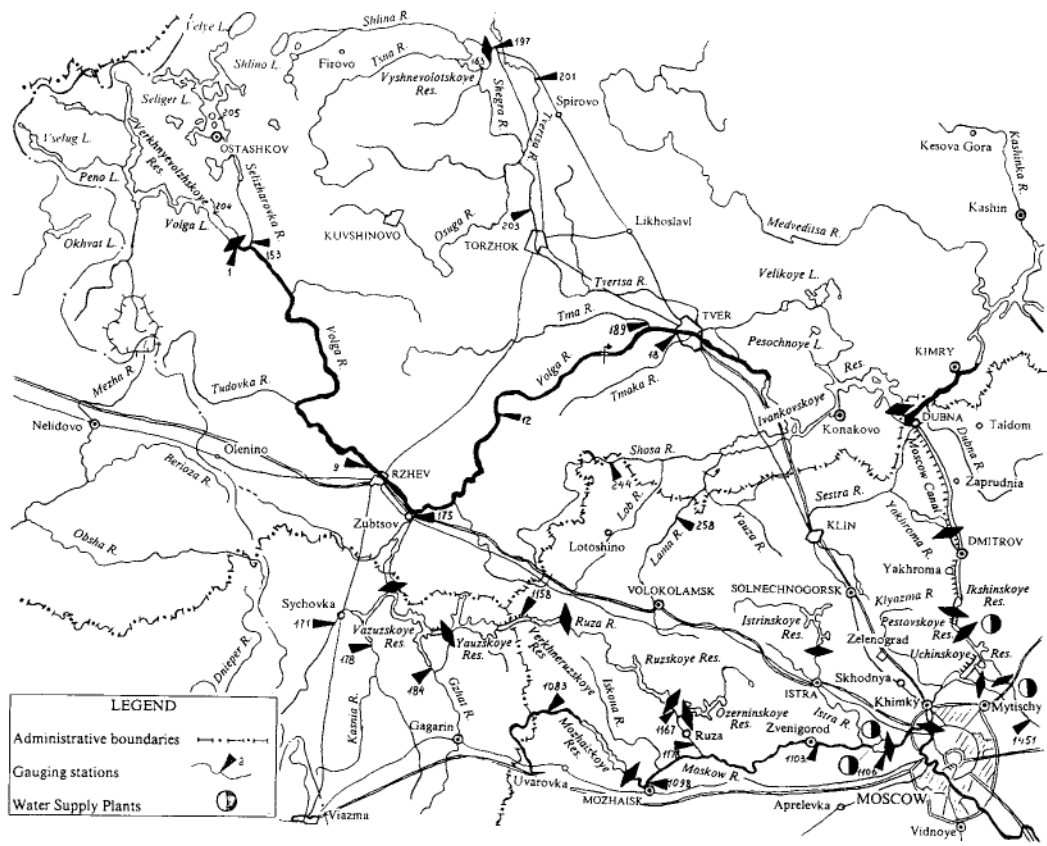 Velye L.
Shlina R.
197
Shlino L.
Firovo
Tsna R.
163
Vyshnevolotskoye
Res.
201
Shegra R.
Spirovo
Seliger L.
205
OSTASHKOV
Vselug L.
Verkhnyevolzhskoye
Res.
Tvertsa R.
Kesova Gora
Kashinka R.
Peno L.
Selizharovka R.
204
Volga L.
Kashin
Okhvat L.
153
1
KUVSHINOVO
Osuga R.
203
TORZHOK
Likhoslavl
Medveditsa R.
Tvertsa R.
Velikoye L.
Tma R.
189
TVER
18
Pesochnoye L.
KIMRY
Volga R.
Volga R.
Mezha R.
Tudovka R.
Tmaka R.
Res.
Ivankovskoye
Konakovo
DUBNA
Taldom
Dubna R.
Nelidovo
Olenino
12
9
RZHEV
Shosa R.
244
Moscow Canal
Zaprudnia
Berioza R.
Zubtsov
175
Lob R.
258
Sestra R.
Yakhroma R.
Obsha R.
Lotoshino
Lama R.
Yauza R.
KLIN
DMITROV
Yakhroma
Sychovka
171
1158
VOLOKOLAMSK
SOLNECHNOGORSK
Klyazma R
Ikshinskoye
Res.
Dnieper R.
Vazuzskoye
Res.
178
Yauzskoye
Res.
Verkhneruzskoye
Res
Ruza R.
Istrinskoye
Res.
Pestovskoye
Res.
Zelenograd
Uchinskoye
Res.
184
Gzhat R.
Iskona R.
Ruzskoye Res.
Skhodnya
ISTRA
LEGEND
Administrative boundaries
Gauging stations
2
Water Supply Plants
Kasnia R.
1083
Mozhaiskoye
Res.
Ozerninskoye
Res.
1167
Ruza
Istra R.
Khimky
Mytischy
Gagarin
Zvenigorod
1103
1106
1451
Uvarovka
1098
Moskow R.
MOZHAISK
MOSCOW
Aprelevka
Viazma
Vidnoye